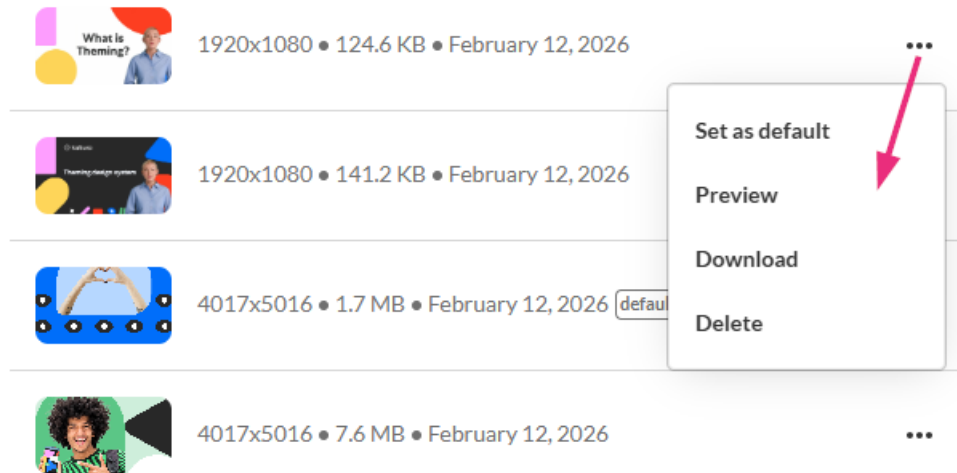 What is
Theming?
1920x1080 • 124.6 KB • February 12, 2026
Set as default
kaltura
Theming design system
1920x1080 • 141.2 KB • February 12, 2026
Preview
Download
4017x5016 • 1.7 MB • February 12, 2026 defaul
Delete
4017x5016 • 7.6 MB • February 12, 2026